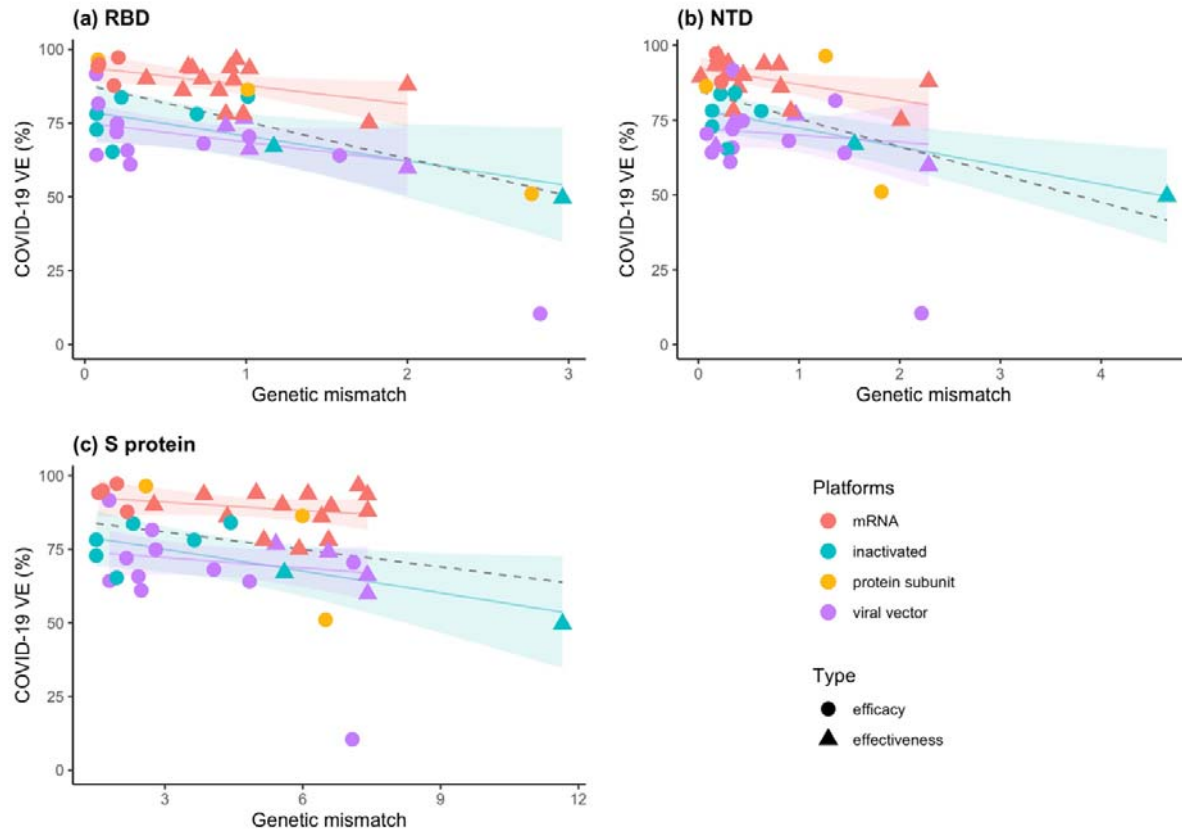 (a) RBD
COVID-19 VE (%)
100
75
50
25
0
0
1
2
3
Genetic mismatch
(b) NTD
COVID-19 VE (%)
100
75
50
25
0
0
1
2
3
4
Genetic mismatch
(c) S protein
COVID-19 VE (%)
100
75
50
25
0
3
6
9
12
Genetic mismatch
Platforms
mRNA
inactivated
protein subunit
viral vector
Type
efficacy
effectiveness